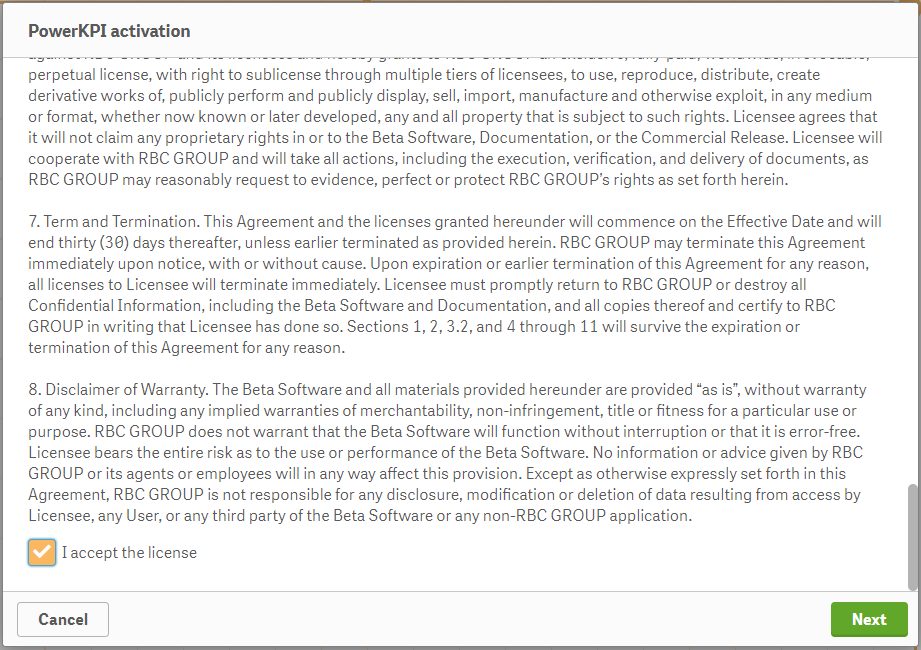 PowerKPI activation
perpetual license, with right to sublicense through multiple tiers of licensees, to use, reproduce, distribute, create
derivative works of, publicly perform and publicly display, sell, import, manufacture and otherwise exploit, in any medium
or format, whether now known or later developed, any and all property that is subject to such rights. Licensee agrees that
it will not claim any proprietary rights in or to the Beta Software, Documentation, or the Commercial Release. Licensee will
cooperate with RBC GROUP and will take all actions, including the execution, verification, and delivery of documents, as
RBC GROUP may reasonably request to evidence, perfect or protect RBC GROUP's rights as set forth herein.
7. Term and Termination. This Agreement and the licenses granted hereunder will commence on the Effective Date and will
end thirty (30) days thereafter, unless earlier terminated as provided herein. RBC GROUP may terminate this Agreement
immediately upon notice, with or without cause. Upon expiration or earlier termination of this Agreement for any reason,
all licenses to Licensee will terminate immediately. Licensee must promptly return to RBC GROUP or destroy all
Confidential Information, including the Beta Software and Documentation, and all copies thereof and certify to RBC
GROUP in writing that Licensee has done so. Sections 1, 2, 3.2, and 4 through 11 will survive the expiration or
termination of this Agreement for any reason.
8. Disclaimer of Warranty. The Beta Software and all materials provided hereunder are provided “as is”, without warranty
of any kind, including any implied warranties of merchantability, non-infringement, title or fitness for a particular use or
purpose. RBC GROUP does not warrant that the Beta Software will function without interruption or that it is error-free.
Licensee bears the entire risk as to the use or performance of the Beta Software. No information or advice given by RBC
GROUP or its agents or employees will in any way affect this provision. Except as otherwise expressly set forth in this
Agreement, RBC GROUP is not responsible for any disclosure, modification or deletion of data resulting from access by
Licensee, any User, or any third party of the Beta Software or any non-RBC GROUP application.
I accept the license
Cancel
Next